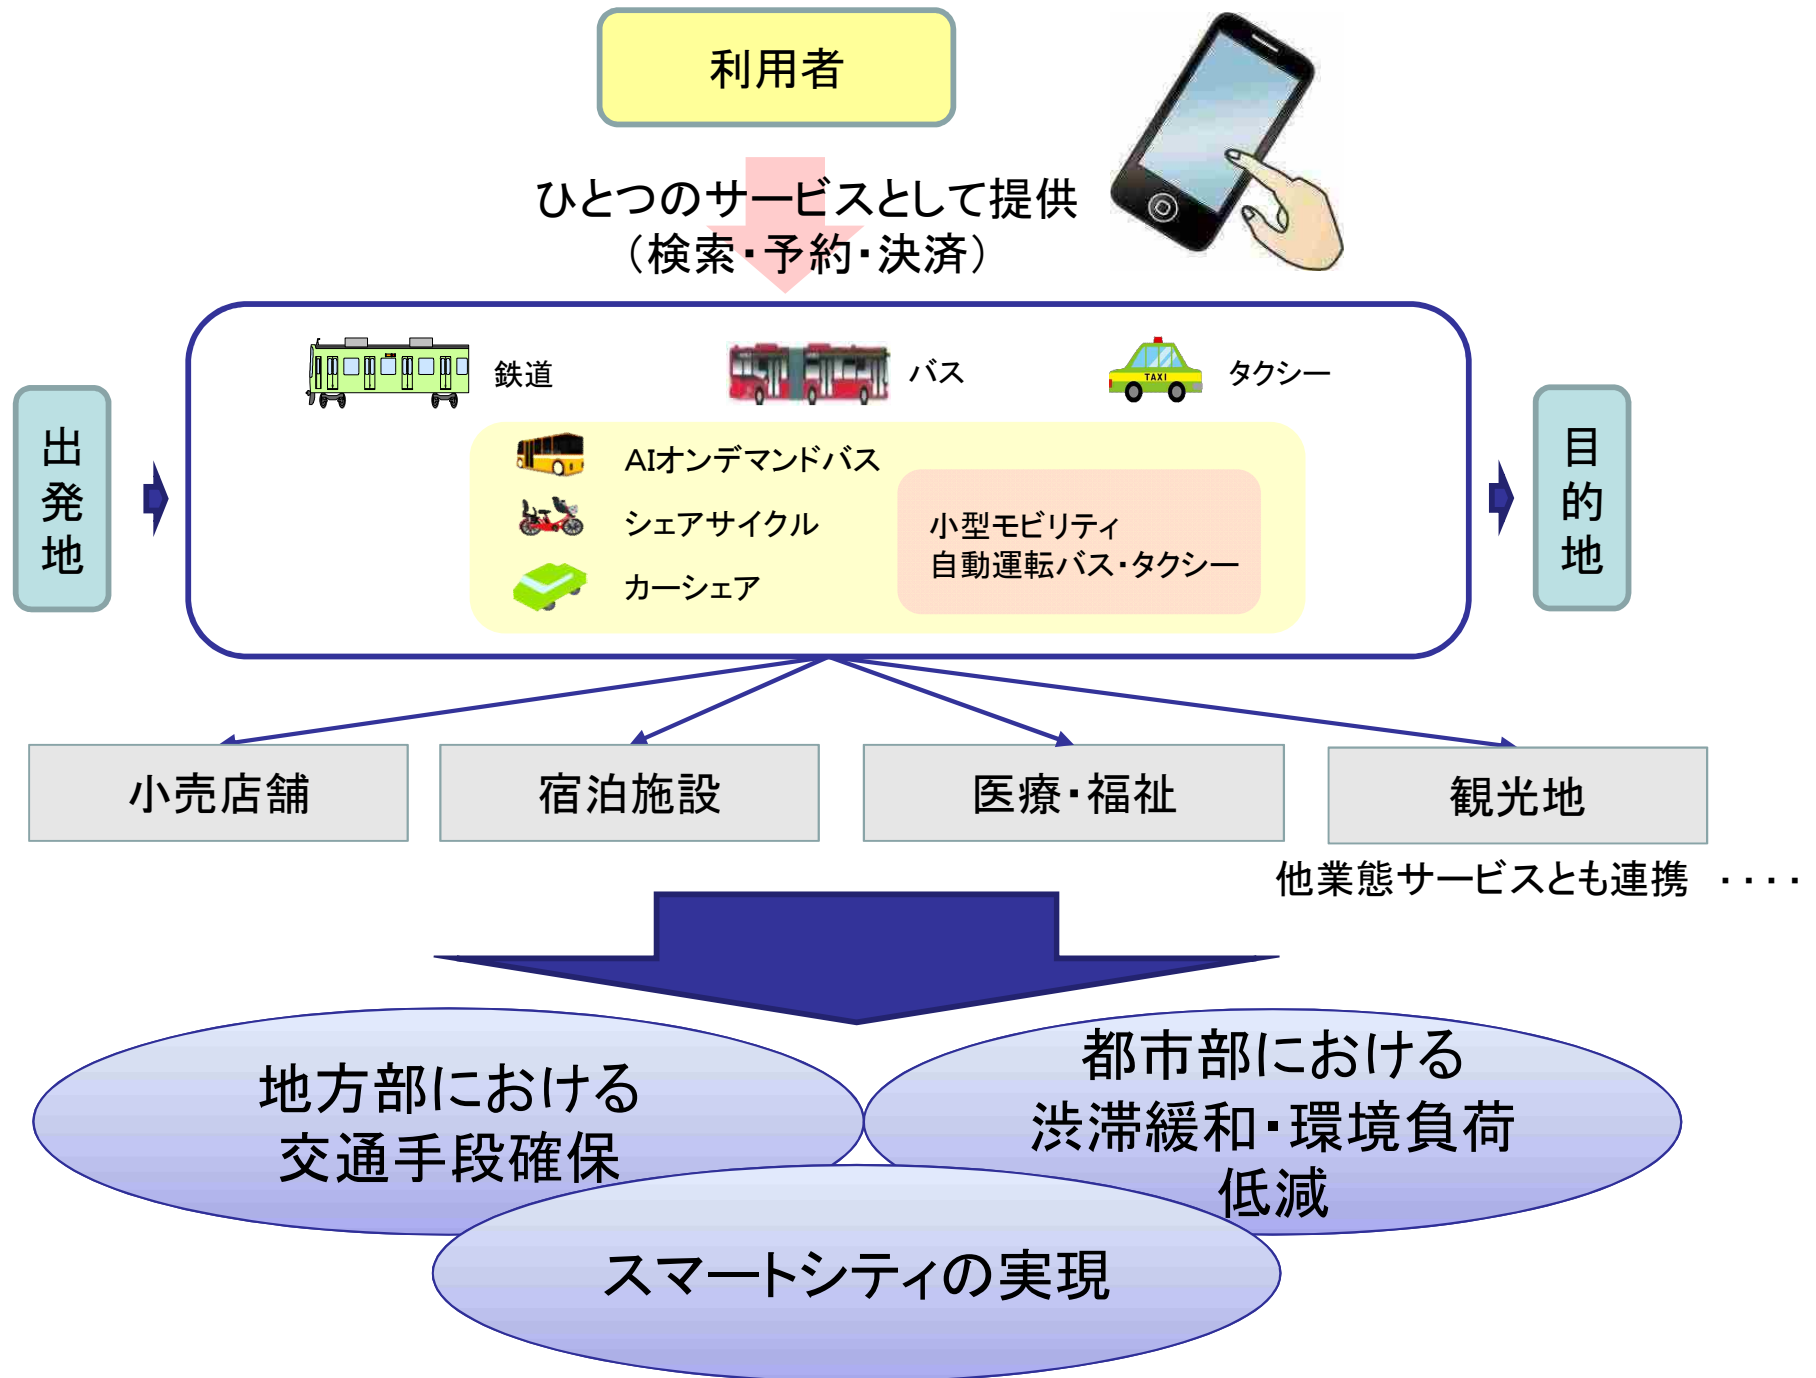 利用者
ひとつのサービスとして提供
（検索・予約・決済）
鉄道
バス
タクシー
TAXI
出発地
目的地
AIオンデマンドバス
シェアサイクル
カーシェア
小型モビリティ
自動運転バス・タクシー
小売店舗
宿泊施設
医療・福祉
観光地
他業態サービスとも連携　・・・・
地方部における
交通手段確保
都市部における
渋滞緩和・環境負荷
低減
スマートシティの実現